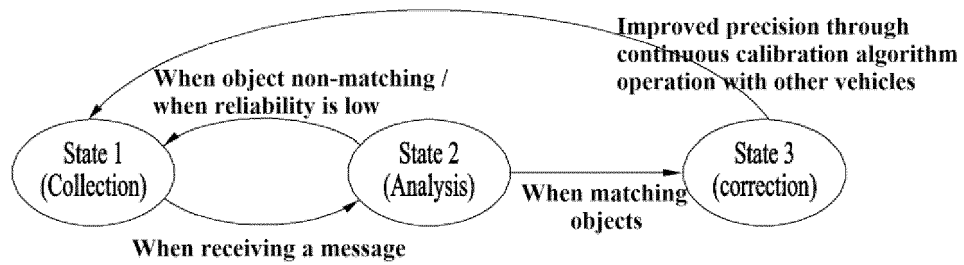 Improved precision through
continuous calibration algorithm
operation with other vehicles
When object non-matching /
when reliability is low
State 1
(Collection)
State 2
(Analysis)
State 3
(correction)
When matching
objects
When receiving a message